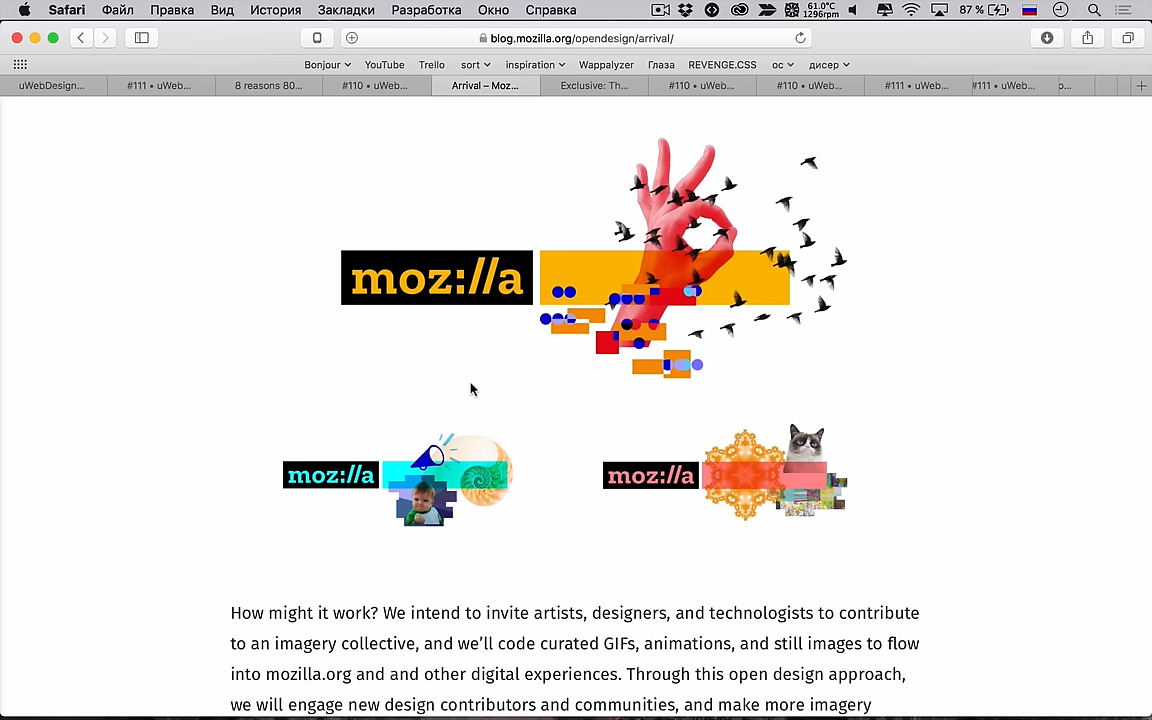 Safari Файл Правка Вид История Закладки Разработка Окно Справка 61.0°C 1296rpm 87 %
blog.mozilla.org/opendesign/arrival/
Bonjour YouTube Trello sort inspiration Wappalyzer Глаза REVENGE.CSS ос дисер
uWebDesign... #111 • uWeb... 8 reasons 80... #110 • uWeb... Arrival – Moz... Exclusive: Th... #110 • uWeb... #110 • uWeb... #111 • uWeb... #111 • uWeb...
moz://a
moz://a
moz://a
How might it work? We intend to invite artists, designers, and technologists to contribute
to an imagery collective, and we’ll code curated GIFs, animations, and still images to flow
into mozilla.org and and other digital experiences. Through this open design approach,
we will engage new design contributors and communities, and make more imagery